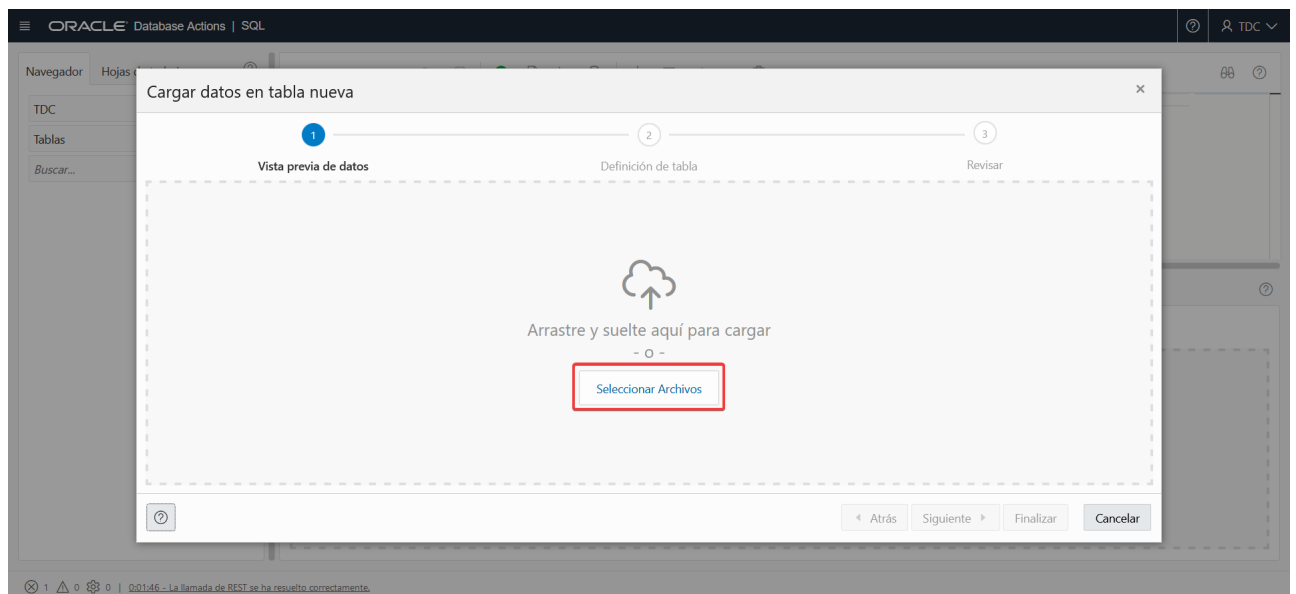 ORACLE Database Actions | SQL
TDC
Navegador Hojas
TDC
Tablas
Buscar...
Cargar datos en tabla nueva
1
2
3
Vista previa de datos
Definición de tabla
Revisar
Arrastre y suelte aquí para cargar
- o -
Seleccionar Archivos
Atrás
Siguiente
Finalizar
Cancelar
1 0 0 | 0:01:46 - La llamada de REST se ha resuelto correctamente.